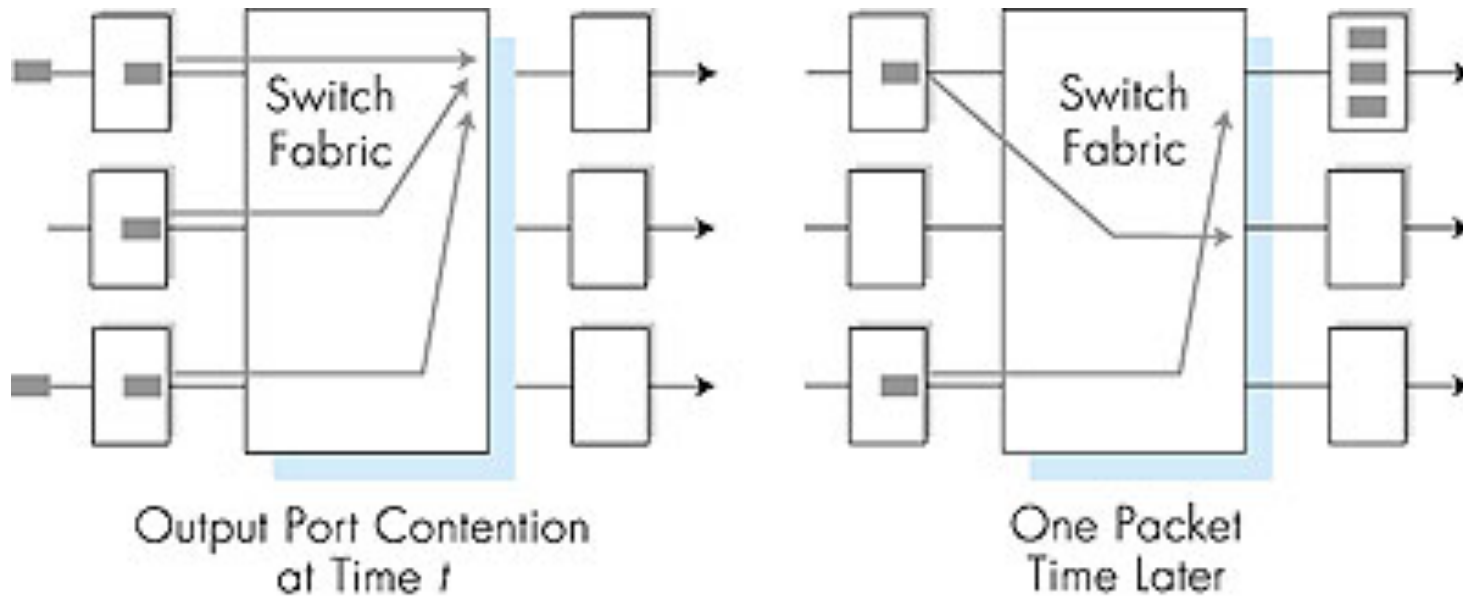 Switch
Fabric
Output Port Contention
at Time t
Switch
Fabric
One Packet
Time Later